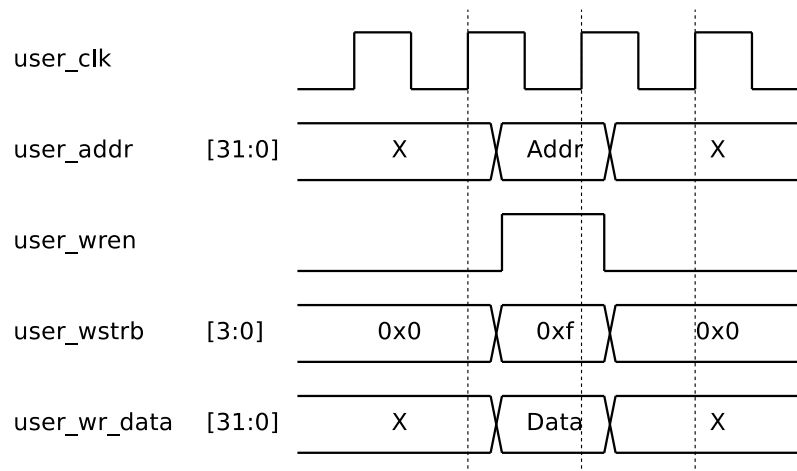 user_clk
user_addr [31:0] X Addr X
user_wren
user_wstrb [3:0] 0x0 0xf 0x0
user_wr_data [31:0] X Data X